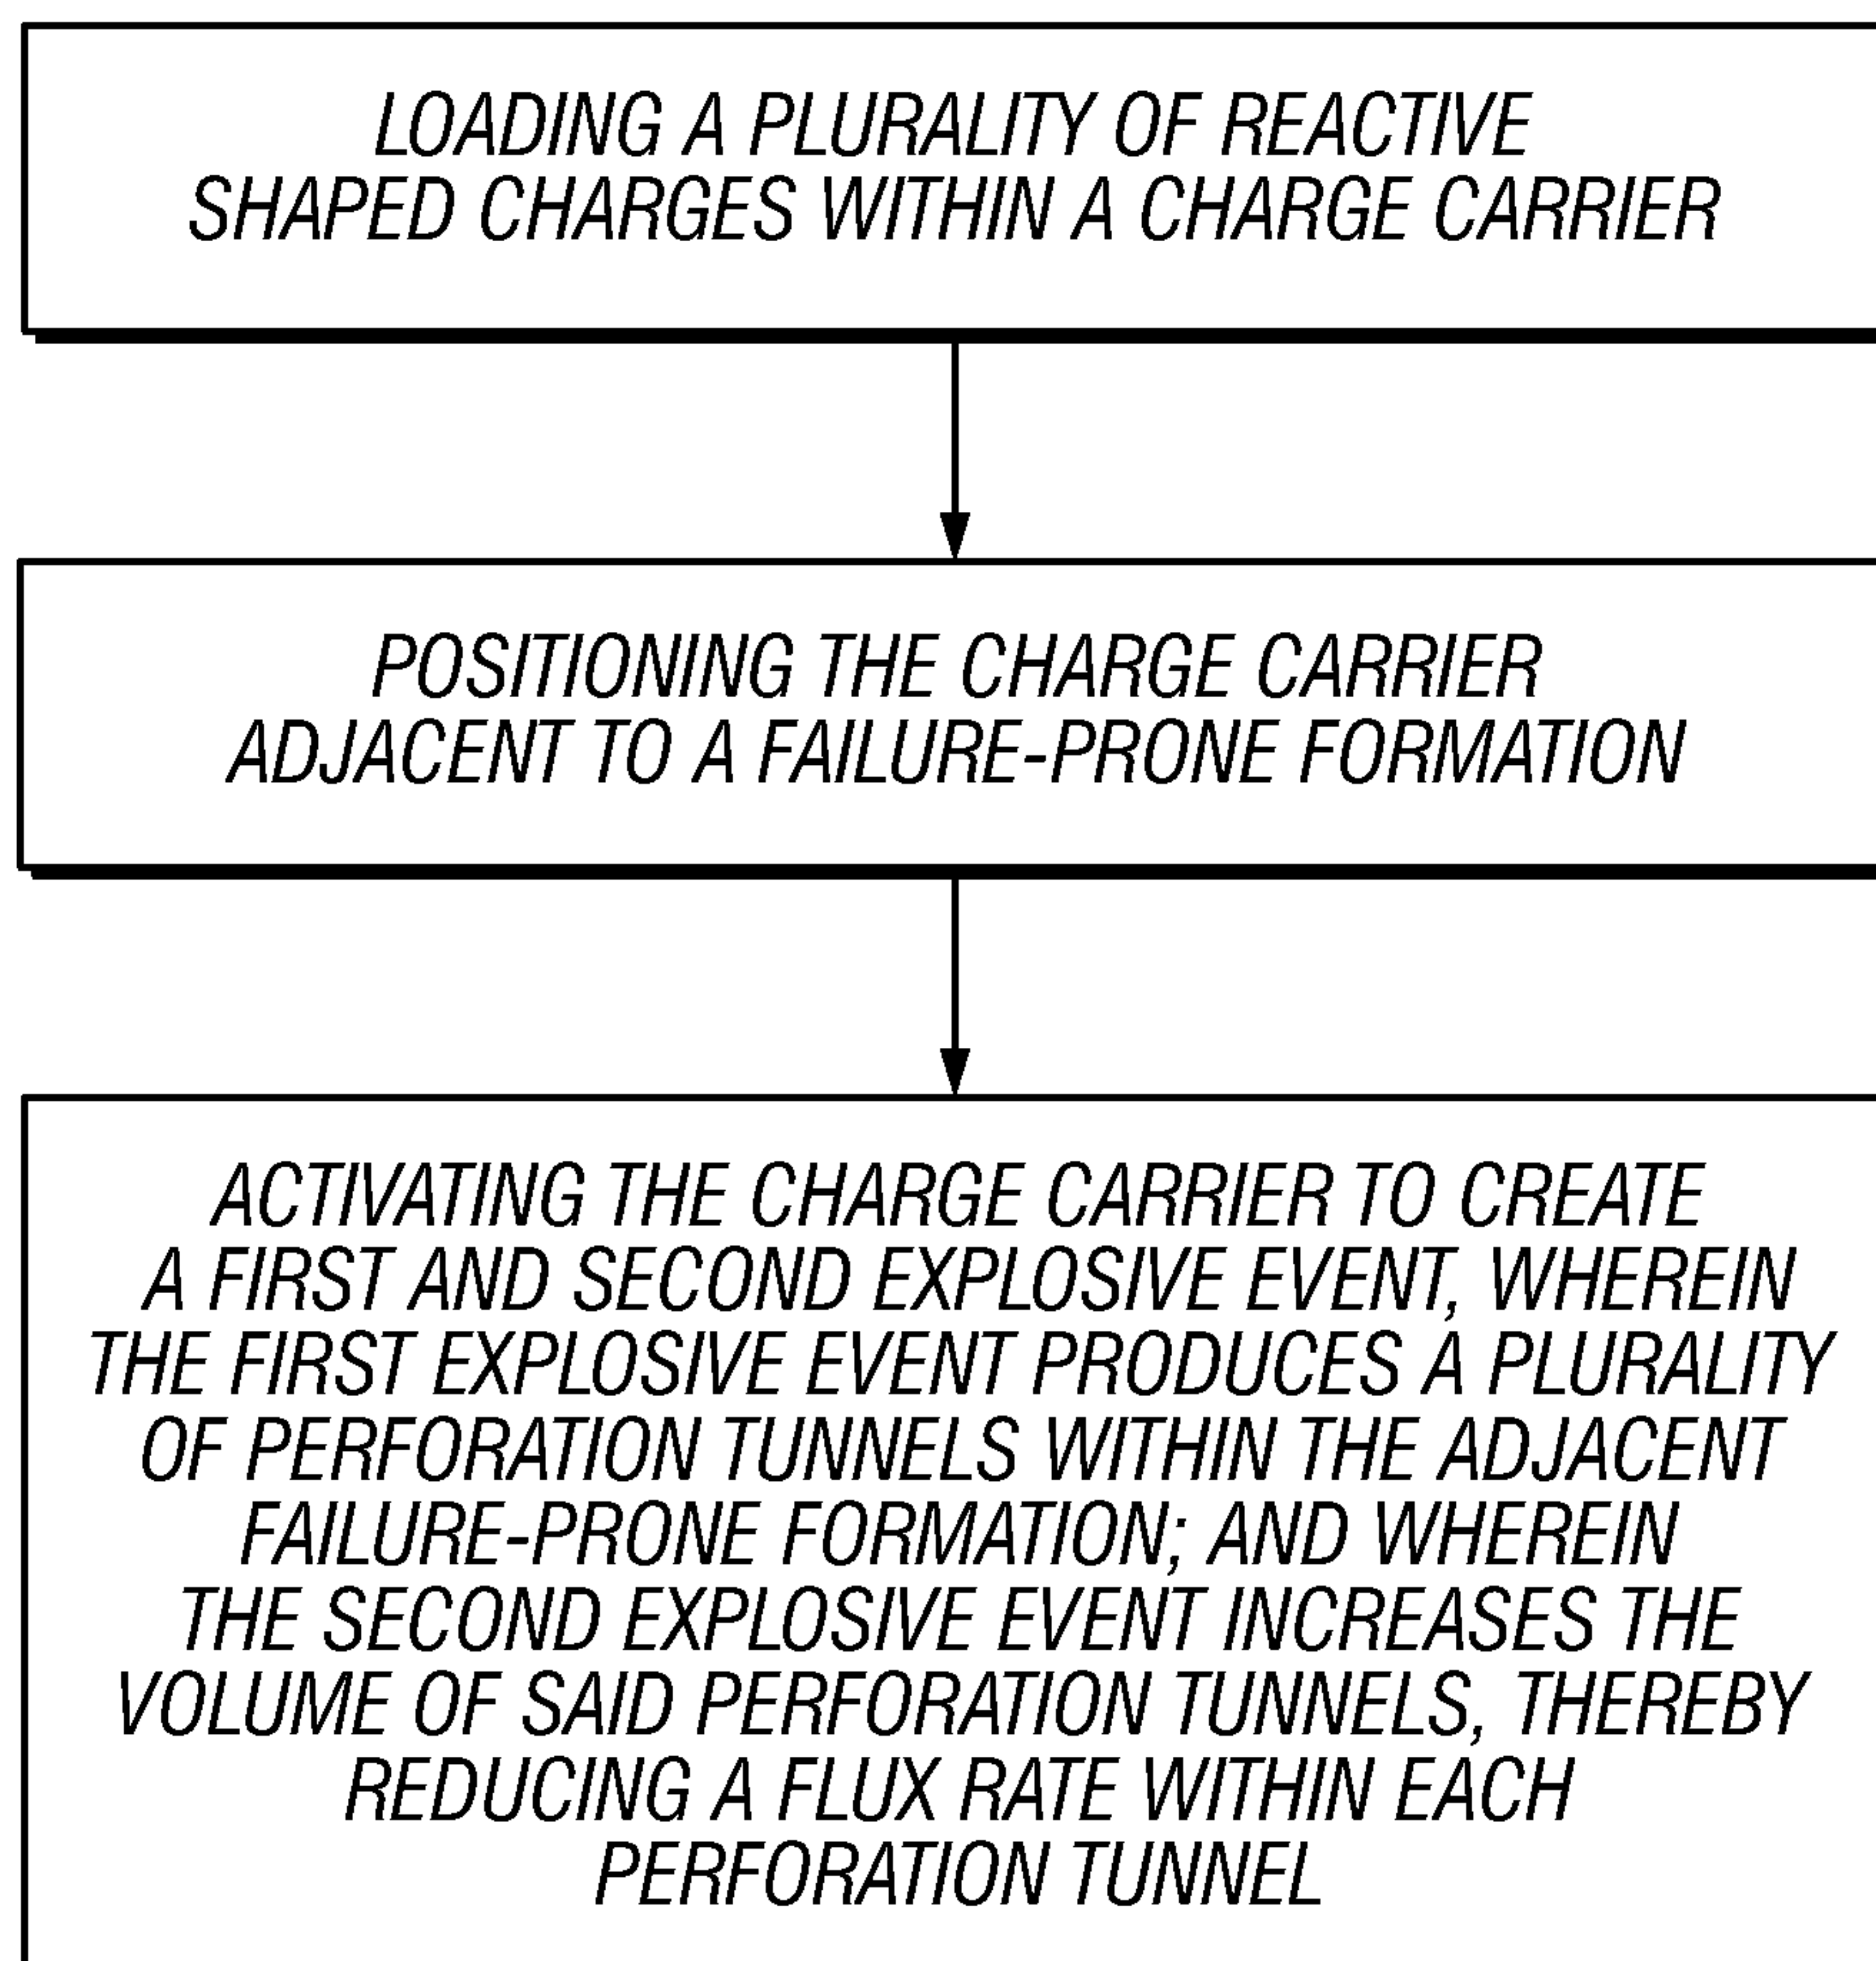 LOADING A PLURALITY OF REACTIVE
SHAPED CHARGES WITHIN A CHARGE CARRIER
POSITIONING THE CHARGE CARRIER
ADJACENT TO A FAILURE-PRONE FORMATION
ACTIVATING THE CHARGE CARRIER TO CREATE
A FIRST AND SECOND EXPLOSIVE EVENT, WHEREIN
THE FIRST EXPLOSIVE EVENT PRODUCES A PLURALITY
OF PERFORATION TUNNELS WITHIN THE ADJACENT
FAILURE-PRONE FORMATION; AND WHEREIN
THE SECOND EXPLOSIVE EVENT INCREASES THE
VOLUME OF SAID PERFORATION TUNNELS, THEREBY
REDUCING A FLUX RATE WITHIN EACH
PERFORATION TUNNEL